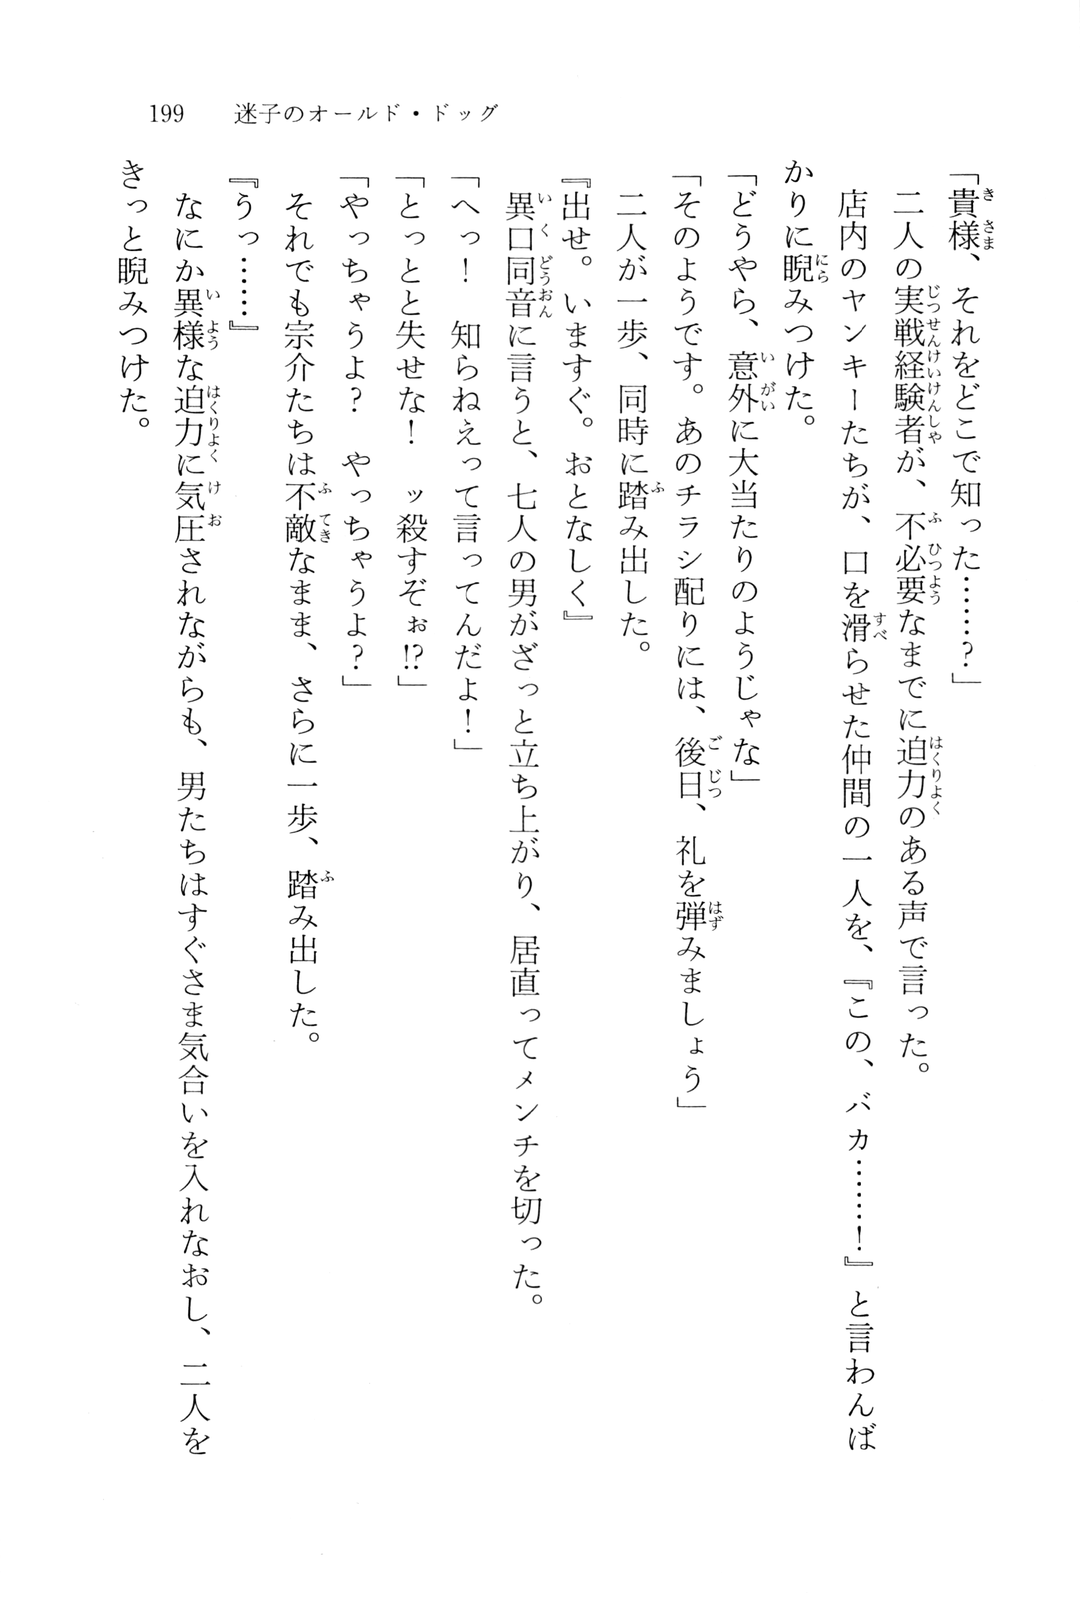 199　迷子のオールド・ドッグ
「貴様、それをどこで知った……？」
　二人の実戦経験者が、不必要なまでに迫力のある声で言った。
　店内のヤンキーたちが、口を滑らせた仲間の一人を、『この、バカ……！』と言わんば
かりに睨みつけた。
「どうやら、意外に大当たりのようじゃな」
「そのようです。あのチラシ配りには、後日、礼を弾みましょう」
　二人が一歩、同時に踏み出した。
『出せ。いますぐ。おとなしく』
　異口同音に言うと、七人の男がざっと立ち上がり、居直ってメンチを切った。
「へっ！　知らねえって言ってんだよ！」
「とっとと失せな！　ッ殺すぞぉ!?」
「やっちゃうよ？　やっちゃうよ？」
　それでも宗介たちは不敵なまま、さらに一歩、踏み出した。
『うっ……』
　なにか異様な迫力に気圧されながらも、男たちはすぐさま気合いを入れなおし、二人を
きっと睨みつけた。